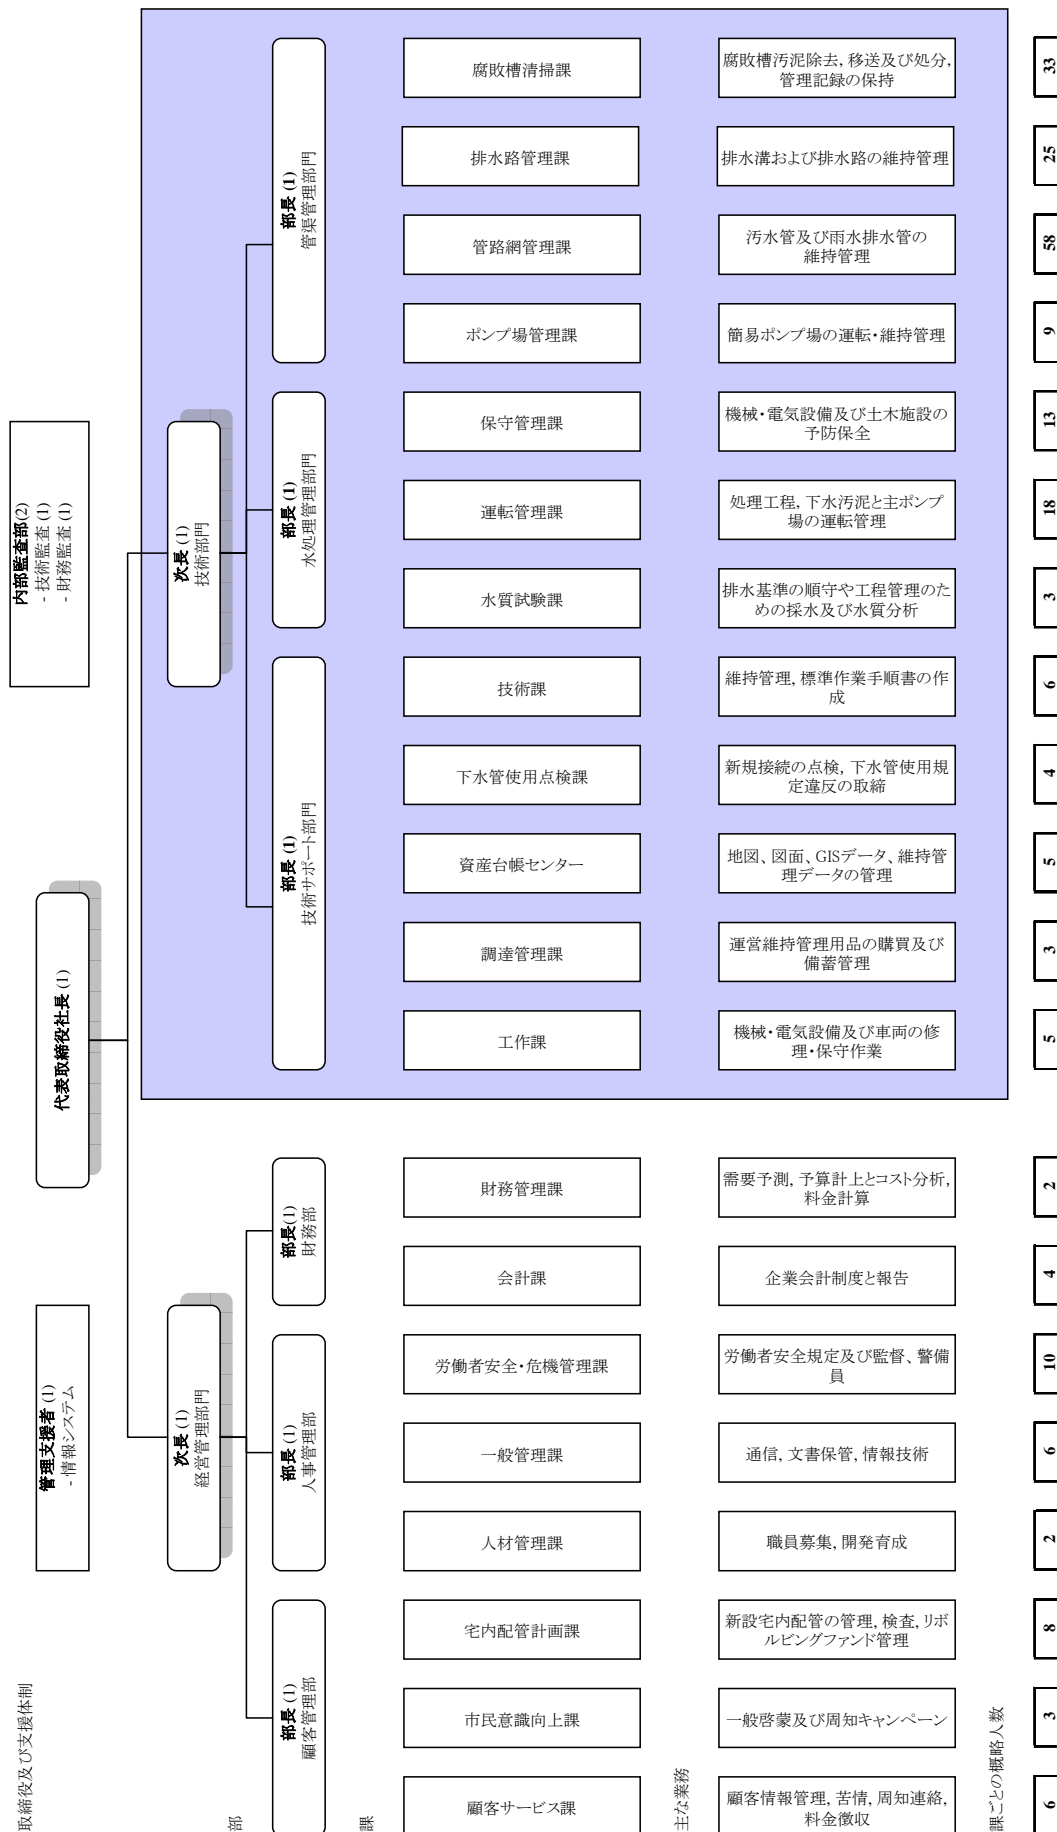 取締役及び支援体制
管理支援者 (1)
- 情報システム
代表取締役社長 (1)
内部監査部(2)
- 技術監査 (1)
- 財務監査 (1)
次長 (1)
経営管理部門
次長 (1)
技術部門
部
部長 (1)
顧客管理部
部長 (1)
人事管理部
部長(1)
財務部
部長 (1)
技術サポート部門
部長 (1)
水処理管理部門
部長 (1)
管渠管理部門
課
顧客サービス課
市民意識向上課
宅内配管計画課
人材管理課
一般管理課
労働者安全・危機管理課
会計課
財務管理課
工作課
調達管理課
資産台帳センター
下水管使用点検課
技術課
水質試験課
運転管理課
保守管理課
ポンプ場管理課
管路網管理課
排水路管理課
腐敗槽清掃課
主な業務
顧客情報管理, 苦情, 周知連絡,
料金徴収
一般啓蒙及び周知キャンペーン
新設宅内配管の管理, 検査, リボ
ルビングファンド管理
職員募集, 開発育成
通信, 文書保管, 情報技術
労働者安全規定及び監督、警備
員
企業会計制度と報告
需要予測, 予算計上とコスト分析,
料金計算
機械・電気設備及び車両の修
理・保守作業
運営維持管理用品の購買及び
備蓄管理
地図、図面、GISデータ、維持管
理データの管理
新規接続の点検, 下水管使用規
定違反の取締
維持管理, 標準作業手順書の作
成
排水基準の順守や工程管理のた
めの採水及び水質分析
処理工程, 下水汚泥と主ポンプ
場の運転管理
機械・電気設備及び土木施設の
予防保全
簡易ポンプ場の運転・維持管理
汚水管及び雨水排水管の
維持管理
排水溝および排水路の維持管理
腐敗槽汚泥除去, 移送及び処分,
管理記録の保持
課ごとの概略人数
6
3
8
2
6
10
4
2
5
3
5
4
6
3
18
13
9
58
25
33